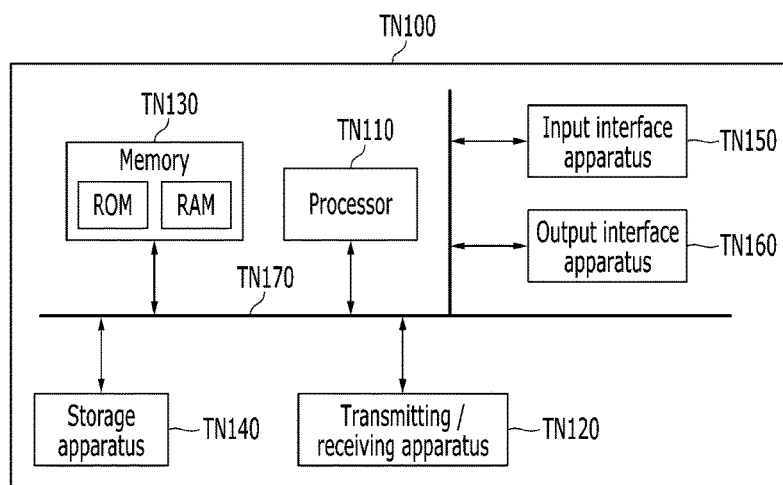 TN100
TN130
Memory
ROM
RAM
TN110
Processor
Input interface
apparatus
TN150
Output interface
apparatus
TN160
TN170
Storage
apparatus
TN140
Transmitting /
receiving apparatus
TN120